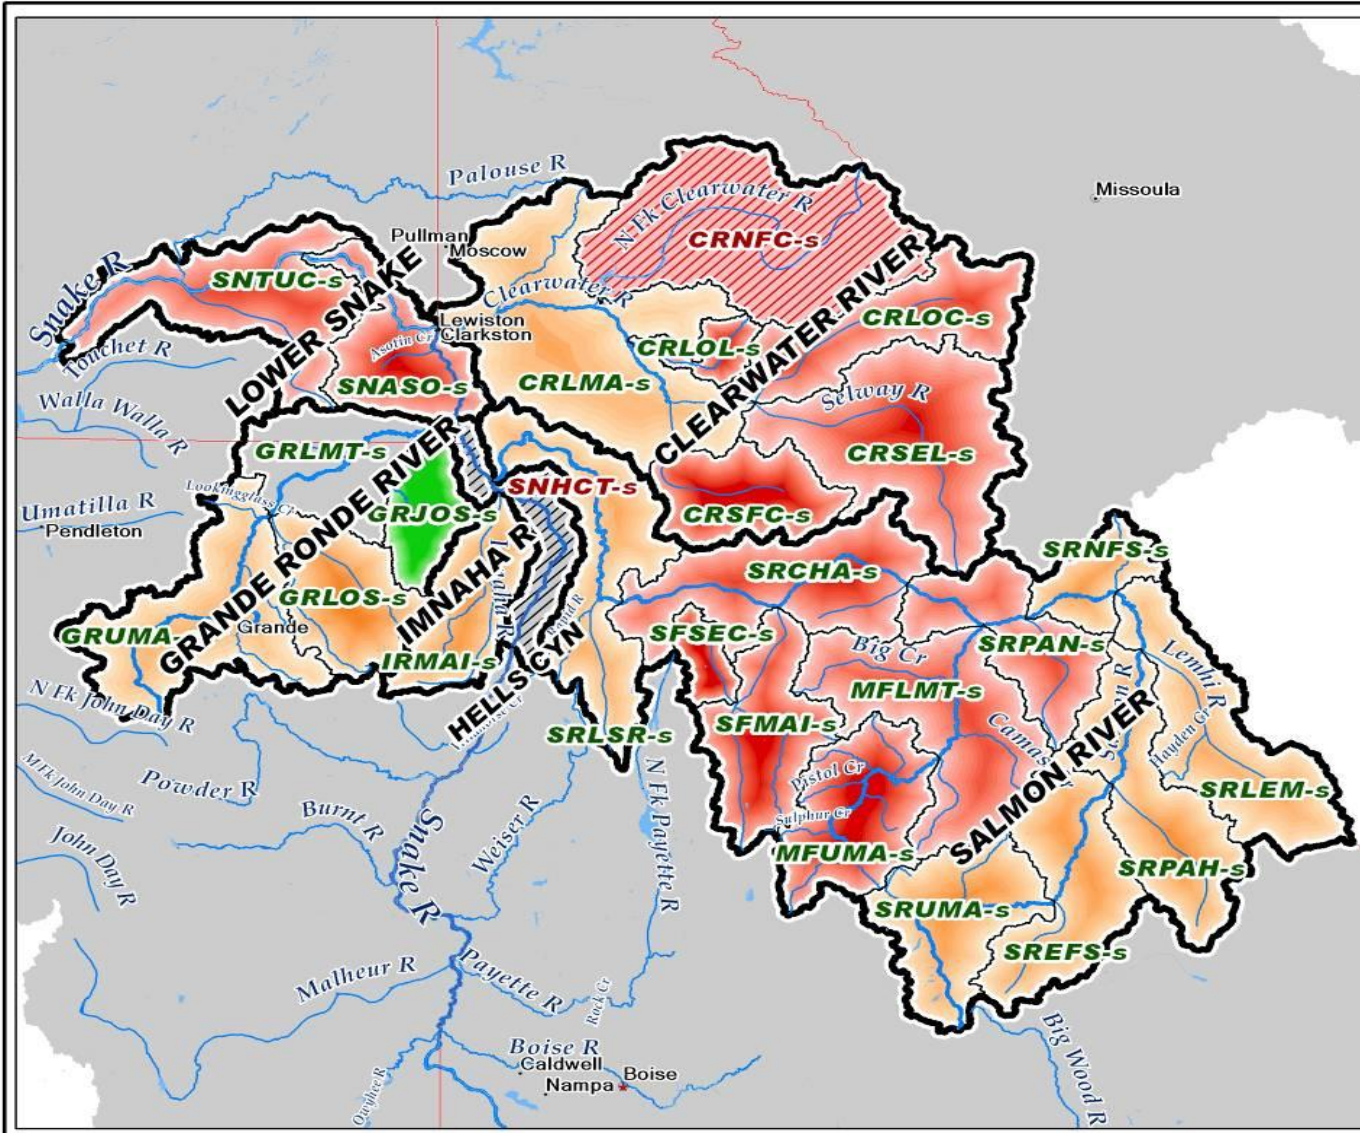 Palouse R
Missoula
N Fk Clearwater R
CRNFC-s
Pullman
Moscow
Snake R
SNTUC-s
LOWER SNAKE
Clearwater R
CLEARWATER RIVER
Lewiston
Clarkston
Asotin Cr
CRLOC-s
Touchet R
CRLOL-s
SNASO-s
CRLMA-s
Selway R
Walla Walla R
GRLMT-s
CRSEL-s
Lookingglass Cr
SNHCT-s
Umatilla R
Pendleton
GRJOS-s
CRSFC-s
GRANDE RONDE RIVER
IMNAHA R
SRNFS-s
SRCHA-s
GRLOS-s
Imnaha R
Rapid R
GRUMA-
Grande
SFSEC-s
Big Cr
SRPAN-s
Lemhi R
IRMAI-s
HELLS CYN
MFLMT-s
N Fk John Day R
SRLSR-s
SFMAI-s
Camas Cr
SALMON RIVER
Hayden Cr
M Fk John Day R
Powder R
Pistol Cr
SRLEM-s
Burnt R
Snake R
Weiser R
N Fk Payette R
Sulphur Cr
John Day R
MFUMA-s
SRPAH-s
SRUMA-s
SREFS-s
Malheur R
Payette R
Rock Cr
Big Wood R
Boise R
Caldwell
Boise
Nampa
Owyhee R